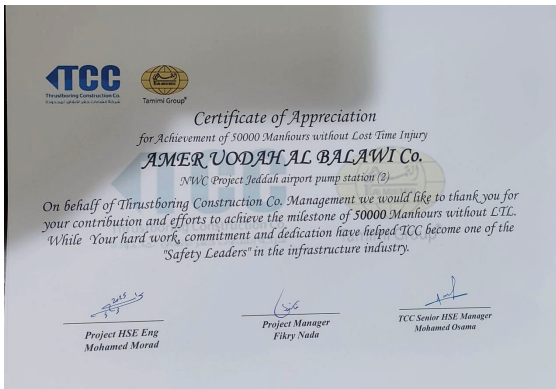 TCC
Thrustboring Construction Co.
Tamimi Group
Certificate of Appreciation
for Achievement of 50000 Manhours without Lost Time Injury
AMER UODAH AL BALAWI Co.
NWC Project Jeddah airport pump station (2)
On behalf of Thrustboring Construction Co. Management we would like to thank you for
your contribution and efforts to achieve the milestone of 50000 Manhours without LTL.
While Your hard work, commitment and dedication have helped TCC become one of the
"Safety Leaders" in the infrastructure industry.
Project HSE Eng
Mohamed Morad
Project Manager
Fikry Nada
TCC Senior HSE Manager
Mohamed Osama